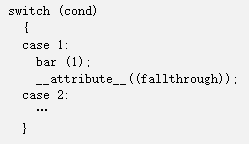 switch (cond)
  {
  case 1:
    bar (1);
    __attribute__((fallthrough));
  case 2:
    …
  }